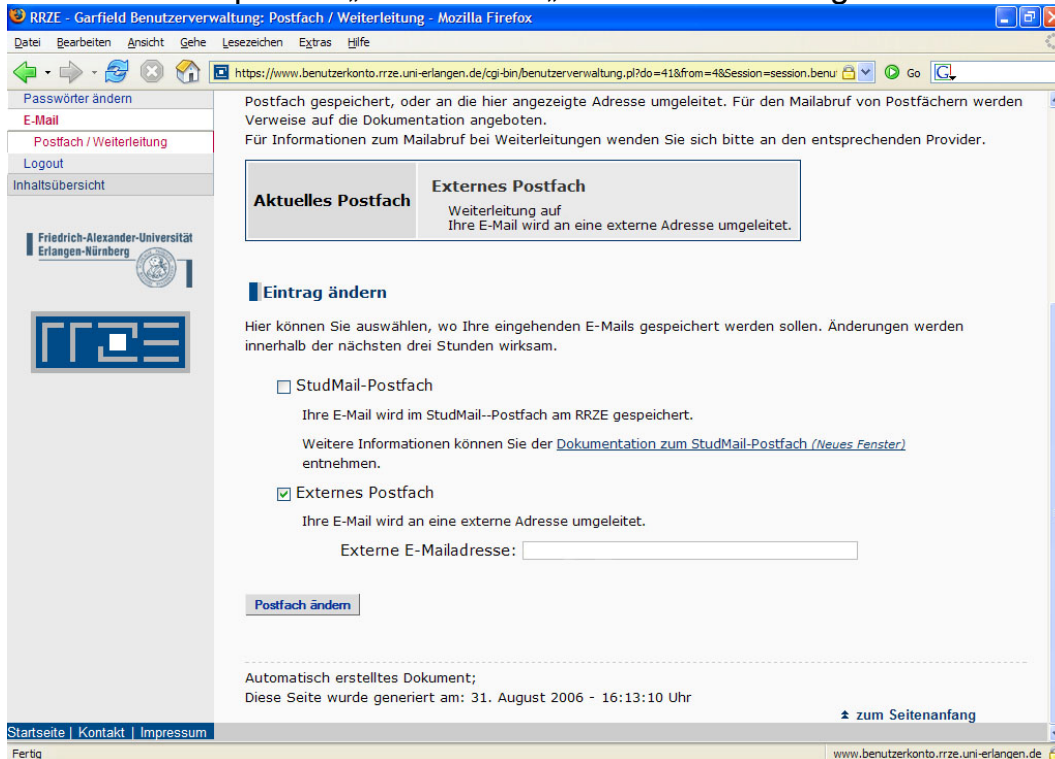 RRZE - Garfield Benutzerverwaltung: Postfach / Weiterleitung - Mozilla Firefox
Datei Bearbeiten Ansicht Gehe Lesezeichen Extras Hilfe
https://www.benutzerkonto.rrze.uni-erlangen.de/cgi-bin/benutzerverwaltung.pl?do=41&from=4&Session=session.benu
Go
G
Passwörter ändern
E-Mail
Postfach / Weiterleitung
Logout
Inhaltsübersicht
Friedrich-Alexander-Universität
Erlangen-Nürnberg
RRZE
Postfach gespeichert, oder an die hier angezeigte Adresse umgeleitet. Für den Mailabruf von Postfächern werden
Verweise auf die Dokumentation angeboten.
Für Informationen zum Mailabruf bei Weiterleitungen wenden Sie sich bitte an den entsprechenden Provider.
Aktuelles Postfach
Externes Postfach
Weiterleitung auf
Ihre E-Mail wird an eine externe Adresse umgeleitet.
Eintrag ändern
Hier können Sie auswählen, wo Ihre eingehenden E-Mails gespeichert werden sollen. Änderungen werden
innerhalb der nächsten drei Stunden wirksam.
StudMail-Postfach
Ihre E-Mail wird im StudMail--Postfach am RRZE gespeichert.
Weitere Informationen können Sie der Dokumentation zum StudMail-Postfach (Neues Fenster)
entnehmen.
Externes Postfach
Ihre E-Mail wird an eine externe Adresse umgeleitet.
Externe E-Mailadresse:
Postfach ändern
Automatisch erstelltes Dokument;
Diese Seite wurde generiert am: 31. August 2006 - 16:13:10 Uhr
zum Seitenanfang
Startseite | Kontakt | Impressum
Fertig
www.benutzerkonto.rrze.uni-erlangen.de